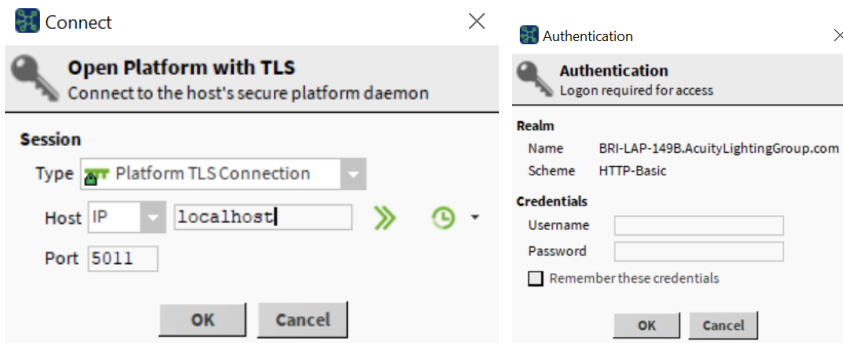 Connect
Open Platform with TLS
Connect to the host's secure platform daemon
Session
Type Platform TLS Connection
Host IP localhost
Port 5011
OK Cancel
Authentication
Authentication
Logon required for access
Realm
Name BRI-LAP-149B.AcuityLightingGroup.com
Scheme HTTP-Basic
Credentials
Username
Password
Remember these credentials
OK Cancel